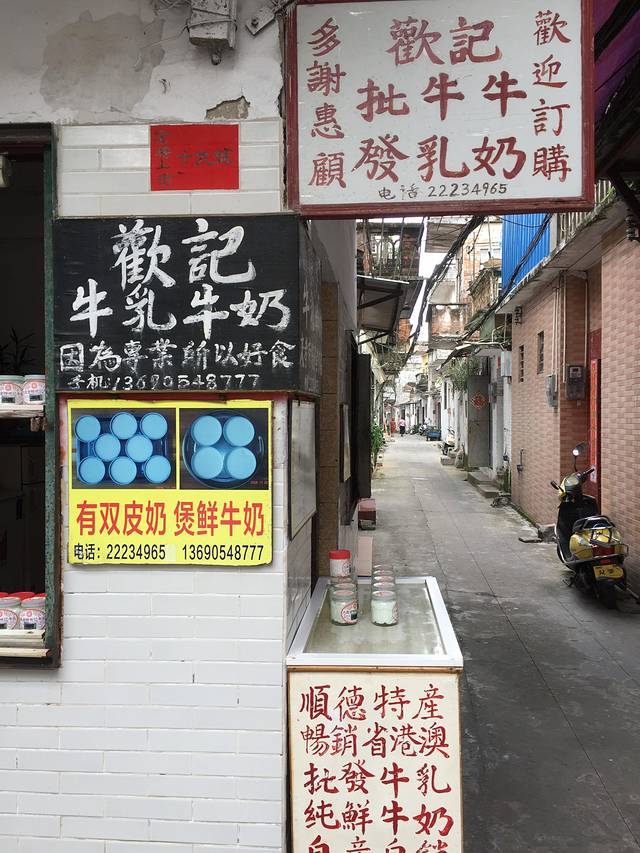 多謝惠顧
歡記
批發
牛乳
牛奶
歡迎訂購
电话 22234965
歡記
牛乳牛奶
因為專業所以好食
手机:13690548777
有双皮奶 煲鲜牛奶
电话：22234965 13690548777
順德特産
暢銷省港澳
批發牛乳
純鮮牛奶